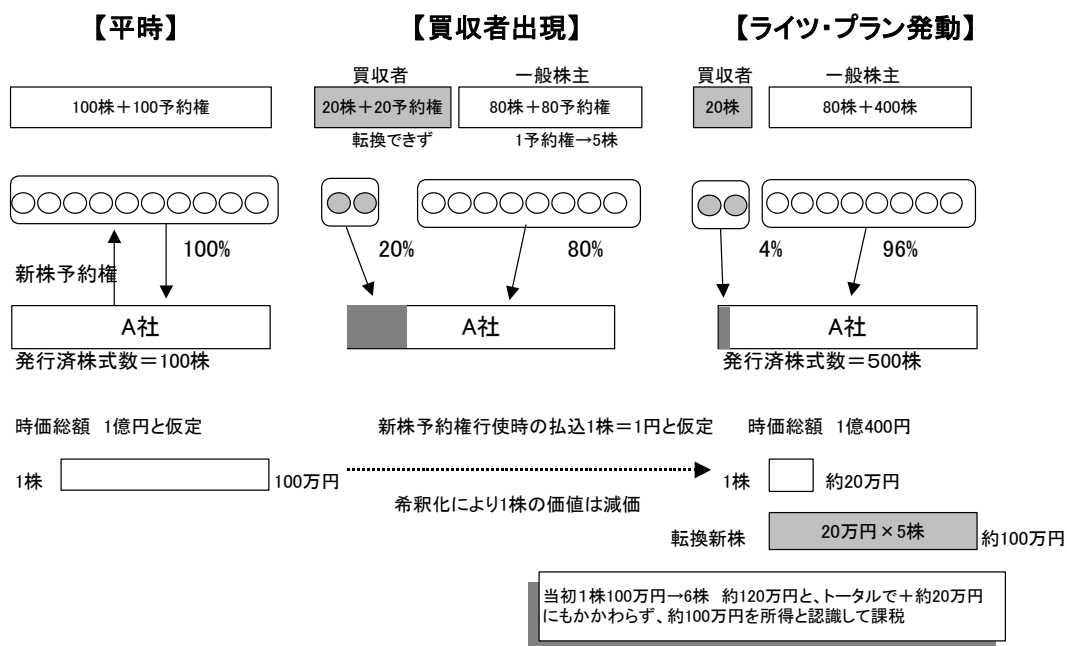 【平時】
【買収者出現】
【ライツ・プラン発動】
買収者
一般株主
買収者
一般株主
100株+100予約権
20株+20予約権
80株+80予約権
20株
80株+400株
転換できず
1予約権→5株
100%
20%
80%
4%
96%
新株予約権
A社
A社
A社
発行済株式数=100株
発行済株式数=500株
時価総額 1億円と仮定
新株予約権行使時の払込1株=1円と仮定
時価総額 1億400円
1株
100万円
1株
約20万円
希釈化により1株の価値は減価
転換新株
20万円×5株
約100万円
当初1株100万円→6株 約120万円と、トータルで+約20万円
にもかかわらず、約100万円を所得と認識して課税